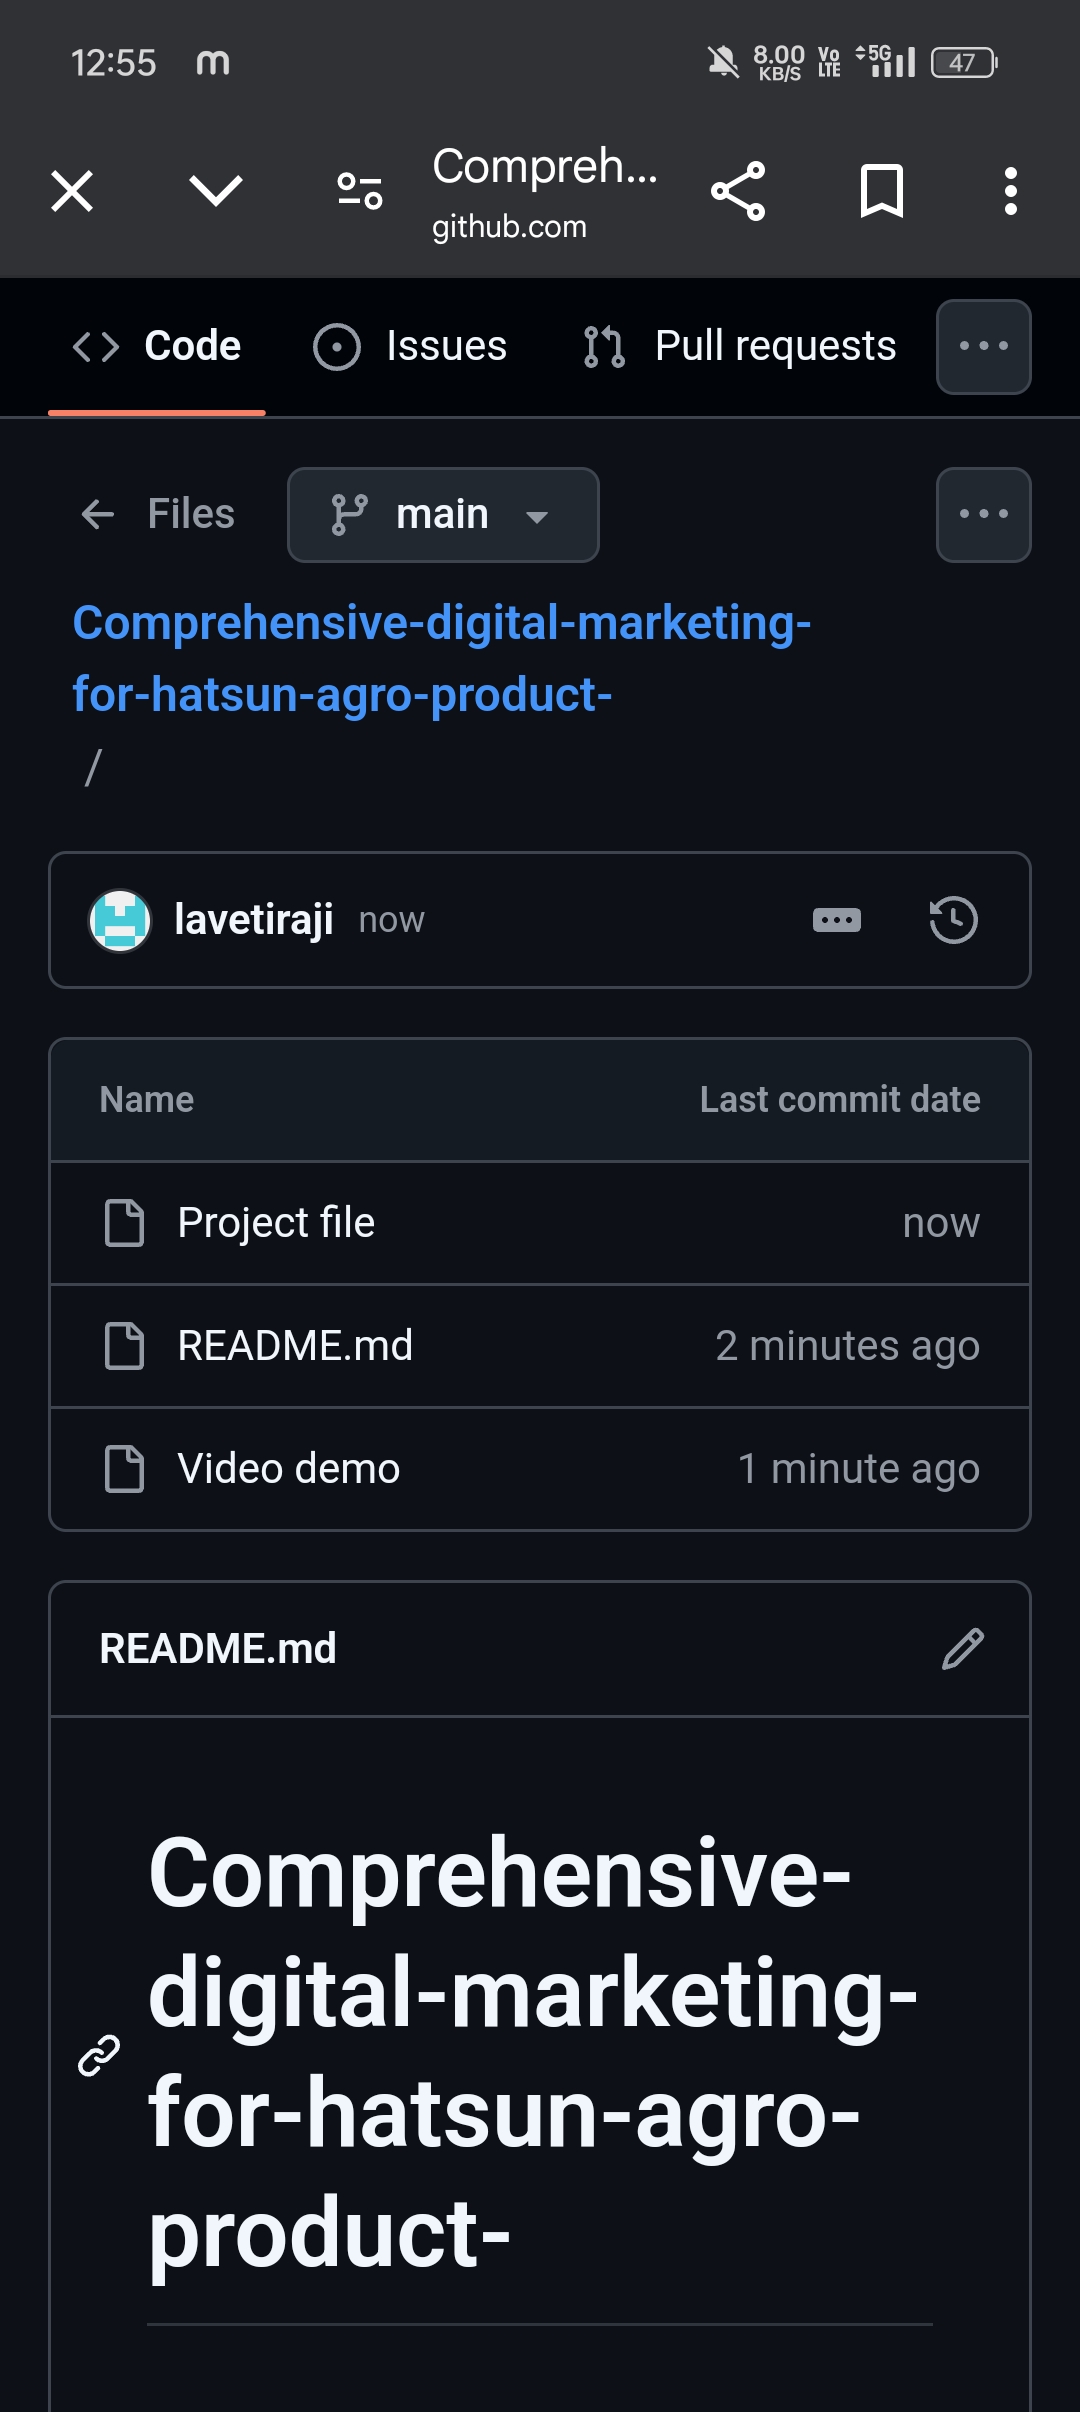 12:55 m 8.00 KB/S Vo LTE 5G 47
Compreh...
github.com
Code Issues Pull requests
Files main
Comprehensive-digital-marketing-
for-hatsun-agro-product-
/
lavetiraji now
Name Last commit date
Project file now
README.md 2 minutes ago
Video demo 1 minute ago
README.md
Comprehensive-
digital-marketing-
for-hatsun-agro-
product-